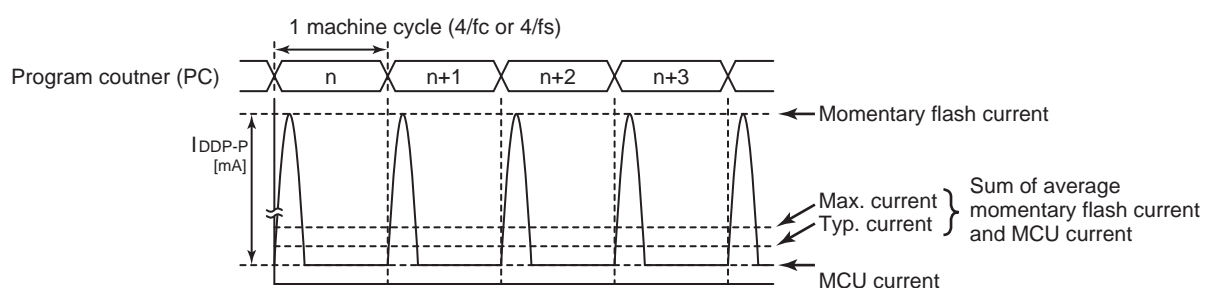 1 machine cycle (4/fc or 4/fs)
Program coutner (PC)
n
n+1
n+2
n+3
Momentary flash current
IDDP-P
[mA]
Max. current
Typ. current
Sum of average
momentary flash current
and MCU current
MCU current